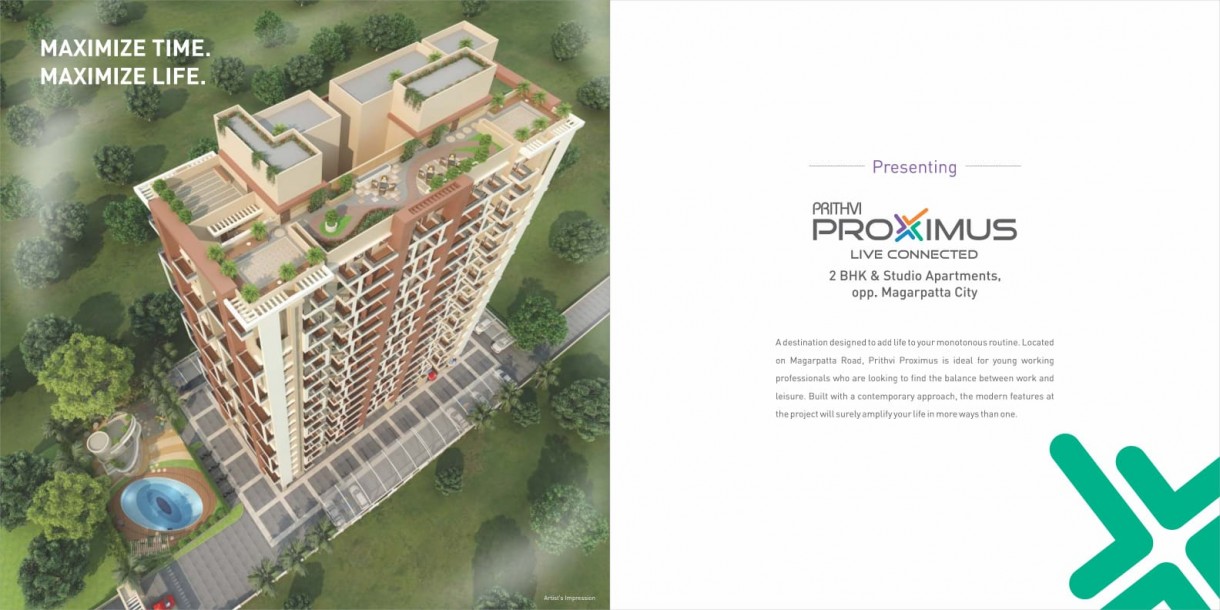 MAXIMIZE TIME.
MAXIMIZE LIFE.
Artist's Impression
Presenting
PRITHVI
PROXIMUS
LIVE CONNECTED
2 BHK & Studio Apartments,
opp. Magarpatta City
A destination designed to add life to your monotonous routine. Located
on Magarpatta Road, Prithvi Proximus is ideal for young working
professionals who are looking to find the balance between work and
leisure. Built with a contemporary approach, the modern features at
the project will surely amplify your life in more ways than one.